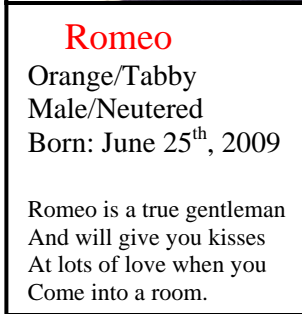 Romeo
Orange/Tabby
Male/Neutered
Born: June 25th, 2009
Romeo is a true gentleman
And will give you kisses
At lots of love when you
Come into a room.